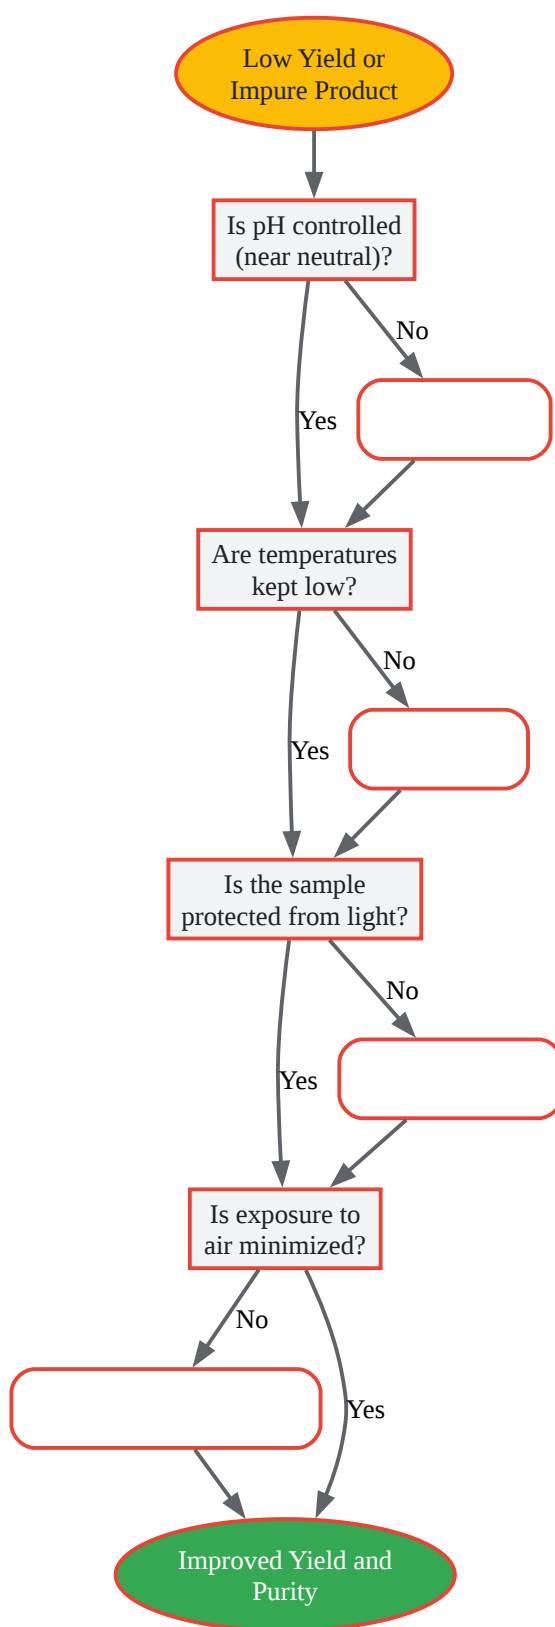 Low Yield or
Impure Product
Is pH controlled
(near neutral)?
No
Yes
Are temperatures
kept low?
No
Yes
Is the sample
protected from light?
No
Yes
Is exposure to
air minimized?
No
Yes
Improved Yield and
Purity